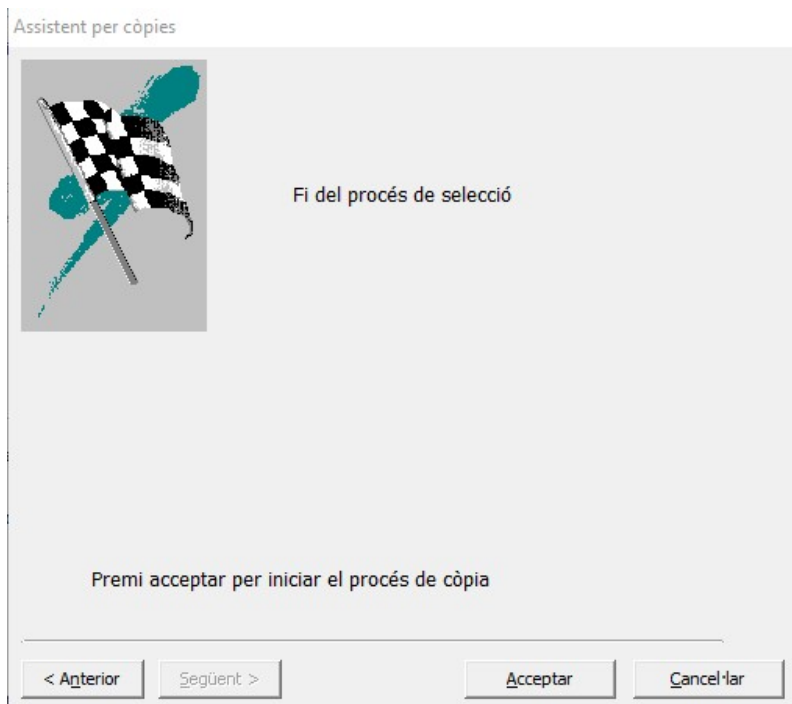 Assistent per còpies
Fi del procés de selecció
Premi acceptar per iniciar el procés de còpia
< Anterior
Següent >
Acceptar
Cancel·lar